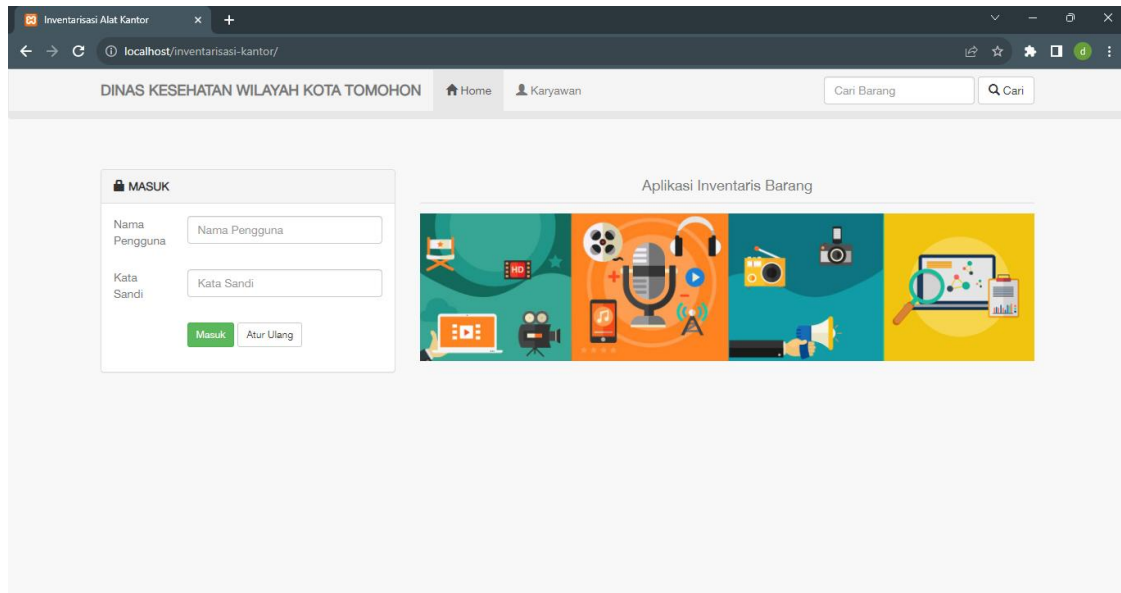 Inventarisasi Alat Kantor
localhost/inventarisasi-kantor/
d
DINAS KESEHATAN WILAYAH KOTA TOMOHON Home Karyawan Cari Barang Cari
MASUK
Nama Pengguna
Nama Pengguna
Kata Sandi
Kata Sandi
Masuk Atur Ulang
Aplikasi Inventaris Barang
HD